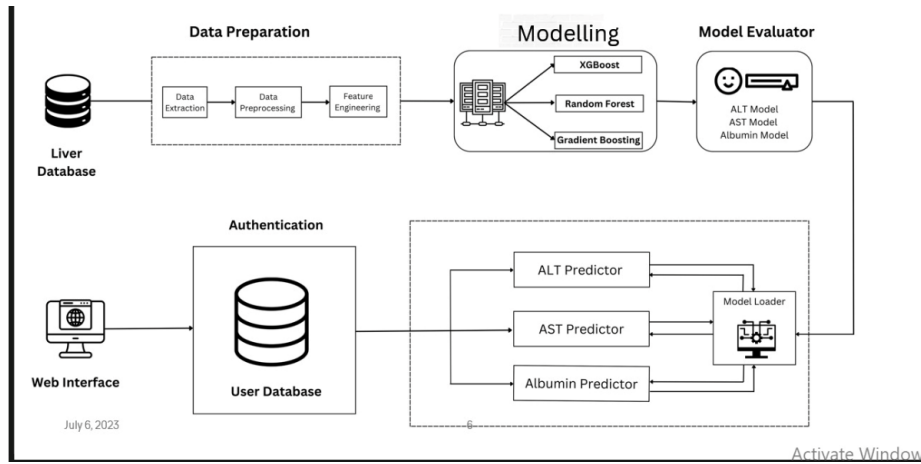 Data Preparation
Modelling
Model Evaluator
Liver
Database
Data
Extraction
Data
Preprocessing
Feature
Engineering
XGBoost
Random Forest
Gradient Boosting
ALT Model
AST Model
Albumin Model
Authentication
Web Interface
User Database
ALT Predictor
AST Predictor
Albumin Predictor
Model Loader
July 6, 2023
6
Activate Window